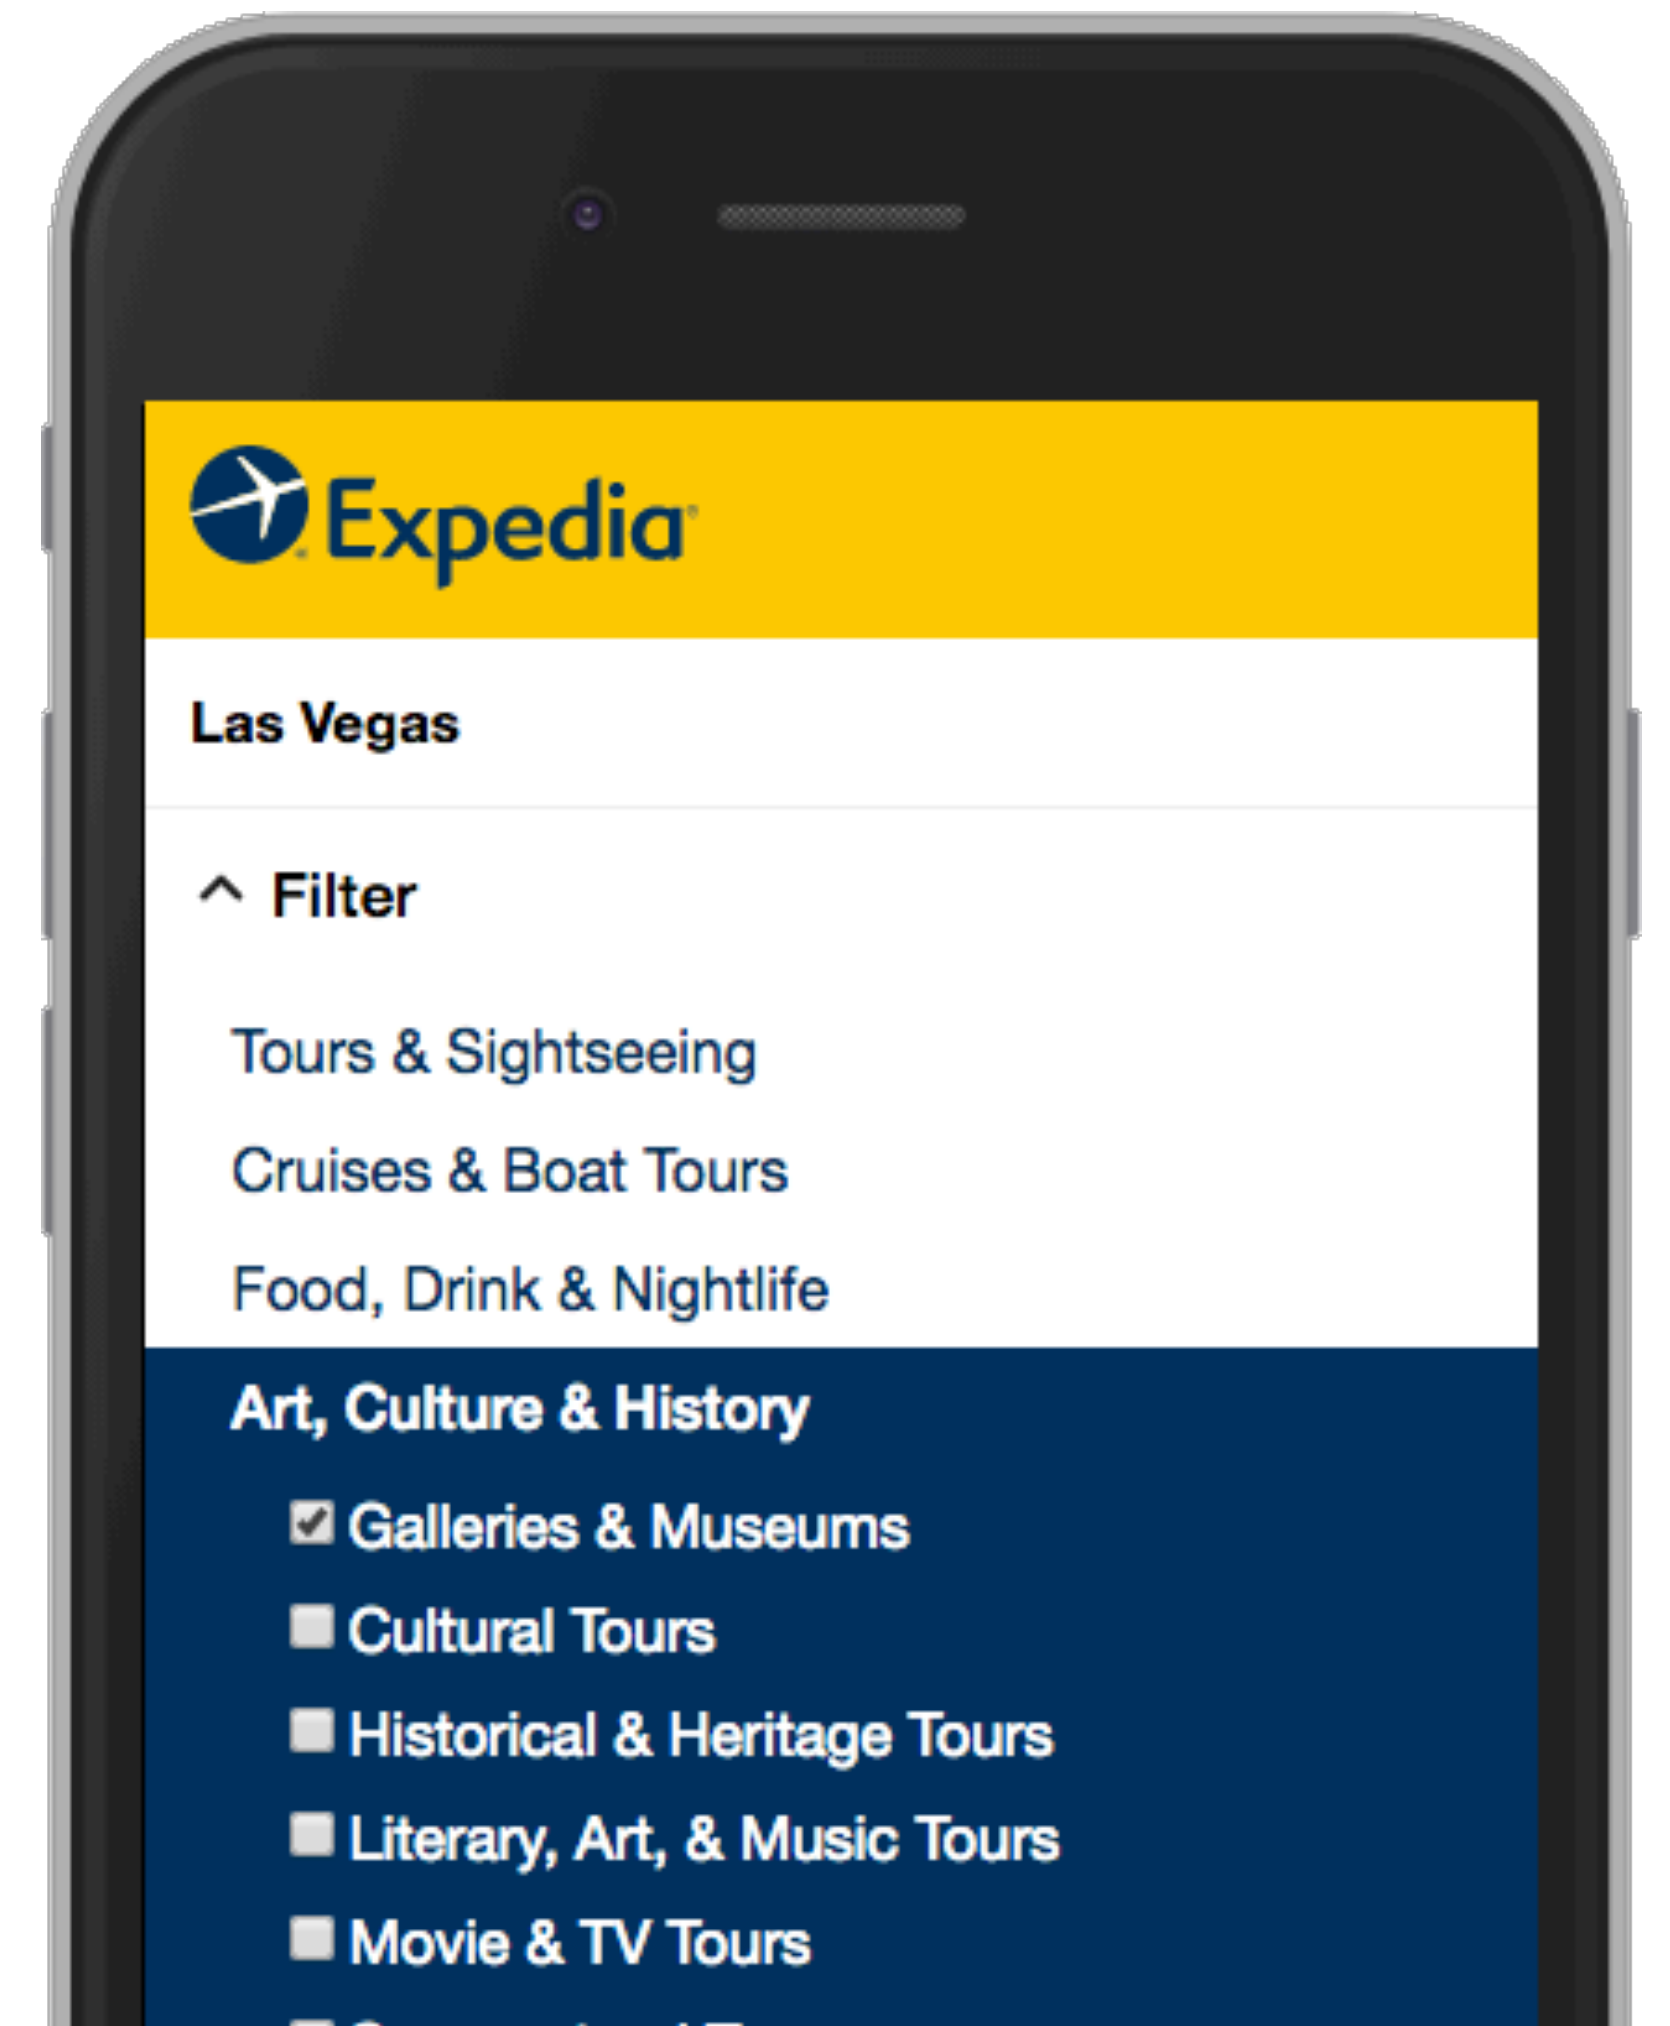 Expedia
Las Vegas
Filter
Tours & Sightseeing
Cruises & Boat Tours
Food, Drink & Nightlife
Art, Culture & History
Galleries & Museums
Cultural Tours
Historical & Heritage Tours
Literary, Art, & Music Tours
Movie & TV Tours